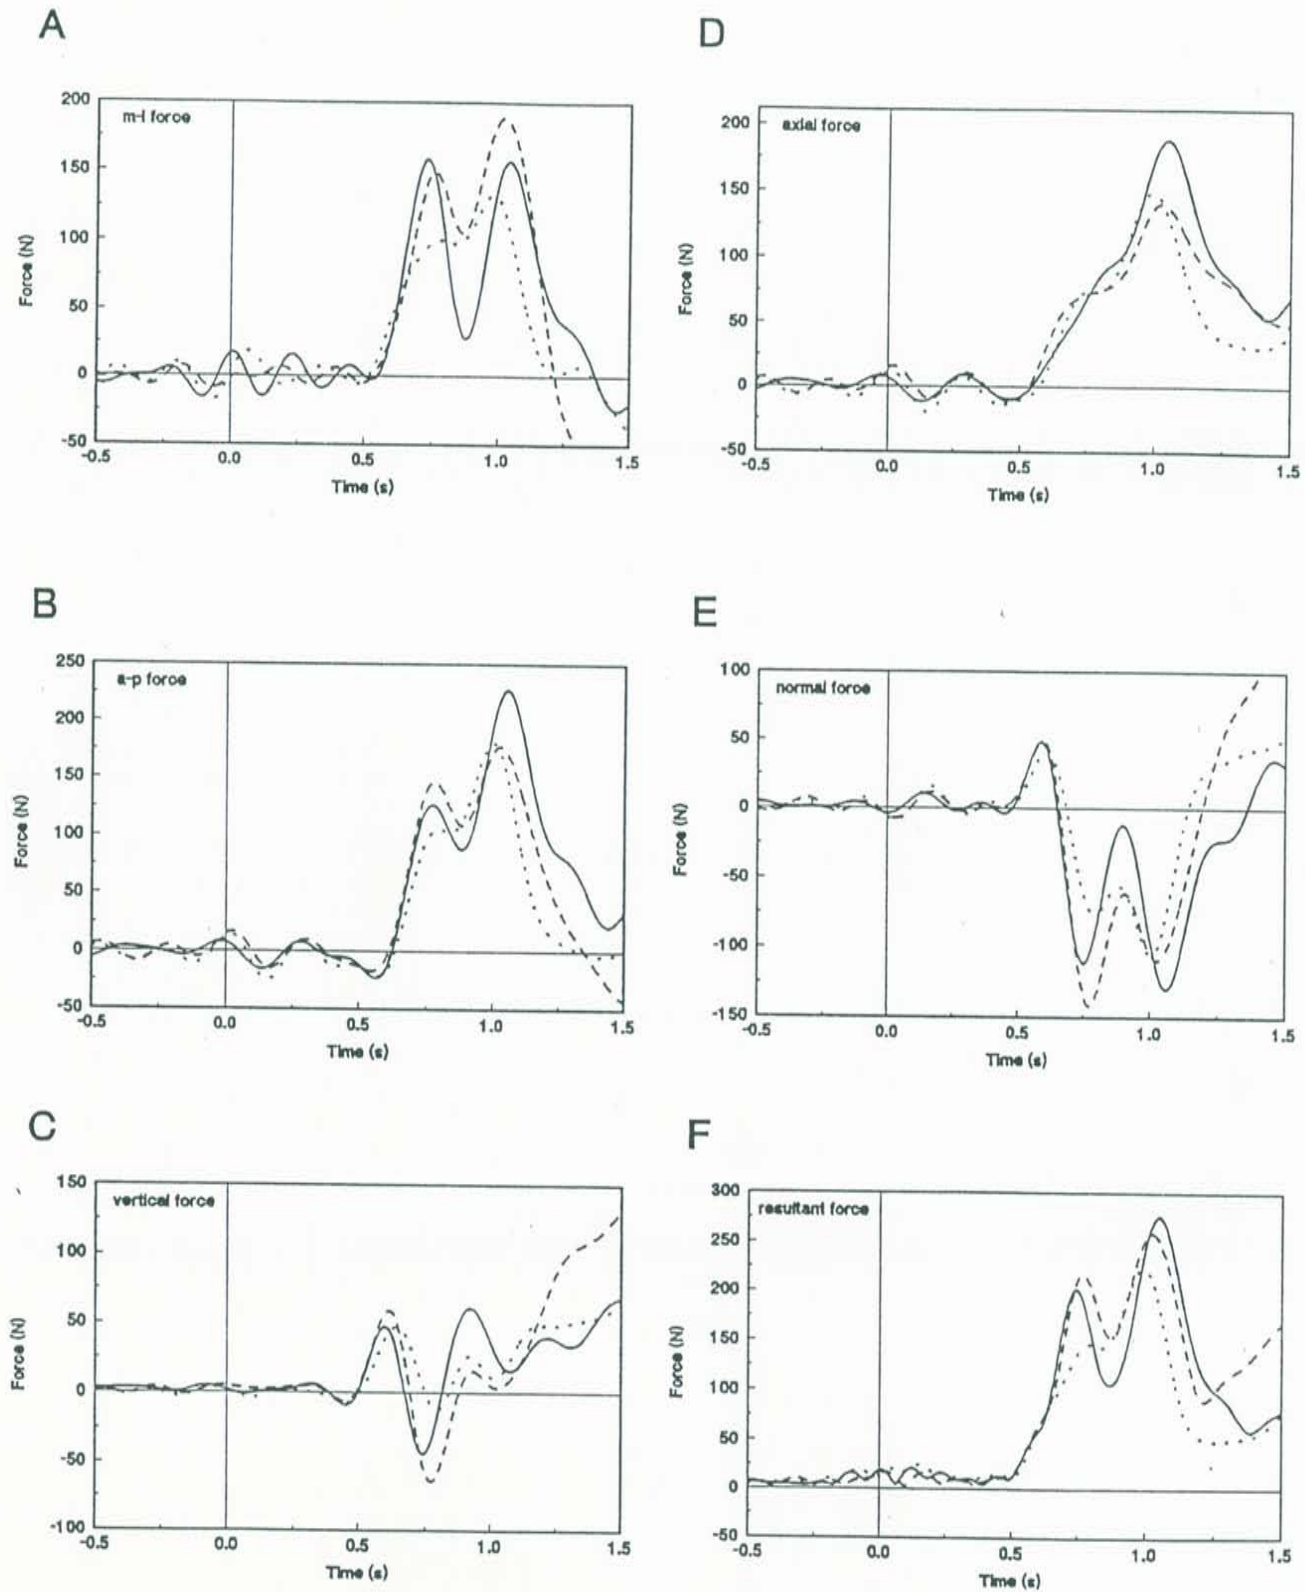 A
m-l force
200
150
100
50
0
-50
Force (N)
-0.5 0.0 0.5 1.0 1.5
Time (s)
D
axial force
200
150
100
50
0
-50
Force (N)
-0.5 0.0 0.5 1.0 1.5
Time (s)
B
a-p force
250
200
150
100
50
0
-50
Force (N)
-0.5 0.0 0.5 1.0 1.5
Time (s)
E
normal force
100
50
0
-50
-100
-150
Force (N)
-0.5 0.0 0.5 1.0 1.5
Time (s)
C
vertical force
150
100
50
0
-50
-100
Force (N)
-0.5 0.0 0.5 1.0 1.5
Time (s)
F
resultant force
300
250
200
150
100
50
0
-50
Force (N)
-0.5 0.0 0.5 1.0 1.5
Time (s)